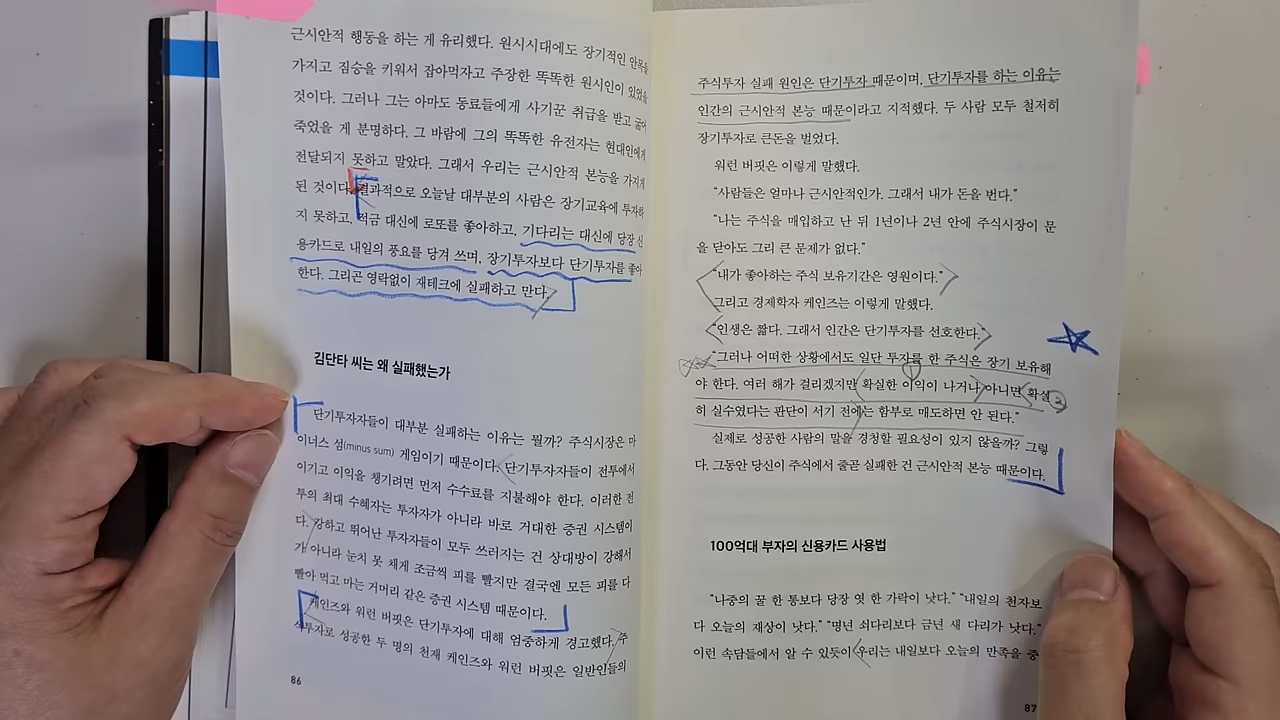 근시안적 행동을 하는 게 유리했다. 원시시대에도 장기적인 안목을
가지고 짐승을 키워서 잡아먹자고 주장한 똑똑한 원시인이 있었을
것이다. 그러나 그는 아마도 동료들에게 사기꾼 취급을 받고 굶어
죽었을 게 분명하다. 그 바람에 그의 똑똑한 유전자는 현대인에게
전달되지 못하고 말았다. 그래서 우리는 근시안적 본능을 가지게
된 것이다. 결과적으로 오늘날 대부분의 사람은 장기교육에 투자하
지 못하고, 적금 대신에 로또를 좋아하고, 기다리는 대신에 당장 신
용카드로 내일의 풍요를 당겨 쓰며, 장기투자보다 단기투자를 좋아
한다. 그리곤 영락없이 재테크에 실패하고 만다.
김단타 씨는 왜 실패했는가
단기투자자들이 대부분 실패하는 이유는 뭘까? 주식시장은 마
이너스 섬(minus sum) 게임이기 때문이다. 단기투자자들이 전투에서
이기고 이익을 챙기려면 먼저 수수료를 지불해야 한다. 이러한 전
투의 최대 수혜자는 투자자가 아니라 바로 거대한 증권 시스템이
다. 강하고 뛰어난 투자자들이 모두 쓰러지는 건 상대방이 강해서
가 아니라 눈치 못 채게 조금씩 피를 빨지만 결국엔 모든 피를 다
빨아 먹고 마는 거머리 같은 증권 시스템 때문이다.
케인즈와 워런 버핏은 단기투자에 대해 엄중하게 경고했다. 주
식투자로 성공한 두 명의 천재 케인즈와 워런 버핏은 일반인들의
86
주식투자 실패 원인은 단기투자 때문이며, 단기투자를 하는 이유는
인간의 근시안적 본능 때문이라고 지적했다. 두 사람 모두 철저히
장기투자로 큰돈을 벌었다.
워런 버핏은 이렇게 말했다.
“사람들은 얼마나 근시안적인가. 그래서 내가 돈을 번다.”
“나는 주식을 매입하고 난 뒤 1년이나 2년 안에 주식시장이 문
을 닫아도 그리 큰 문제가 없다.”
“내가 좋아하는 주식 보유기간은 영원이다.”
그리고 경제학자 케인즈는 이렇게 말했다.
“인생은 짧다. 그래서 인간은 단기투자를 선호한다.”
“그러나 어떠한 상황에서도 일단 투자를 한 주식은 장기 보유해
야 한다. 여러 해가 걸리겠지만 확실한 이익이 나거나 아니면 확실
히 실수였다는 판단이 서기 전에는 함부로 매도하면 안 된다.”
실제로 성공한 사람의 말을 경청할 필요성이 있지 않을까? 그렇
다. 그동안 당신이 주식에서 줄곧 실패한 건 근시안적 본능 때문이다.
100억대 부자의 신용카드 사용법
“나중의 꿀 한 통보다 당장 엿 한 가락이 낫다.” “내일의 천자보
다 오늘의 재상이 낫다.” “명년 쇠다리보다 금년 새 다리가 낫다.”
이런 속담들에서 알 수 있듯이 우리는 내일보다 오늘의 만족을 중
87